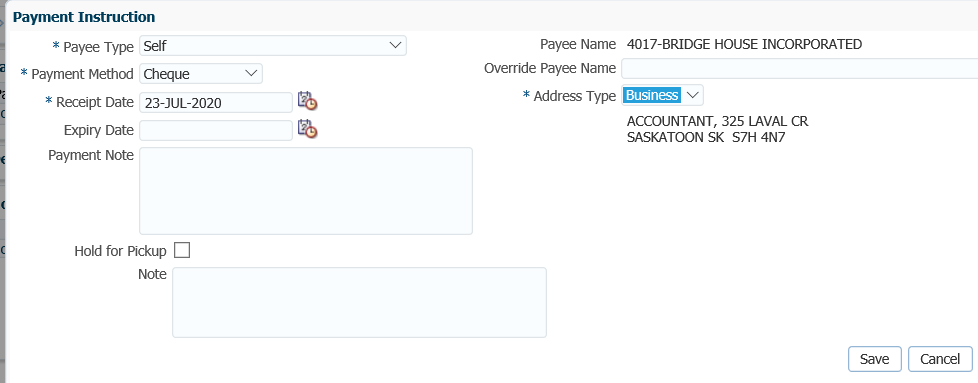 Payment Instruction
* Payee Type Self
Payee Name 4017-BRIDGE HOUSE INCORPORATED
* Payment Method Cheque
Override Payee Name
* Receipt Date 23-JUL-2020
* Address Type Business
Expiry Date
ACCOUNTANT, 325 LAVAL CR
SASKATOON SK S7H 4N7
Payment Note
Hold for Pickup
Note
Save Cancel